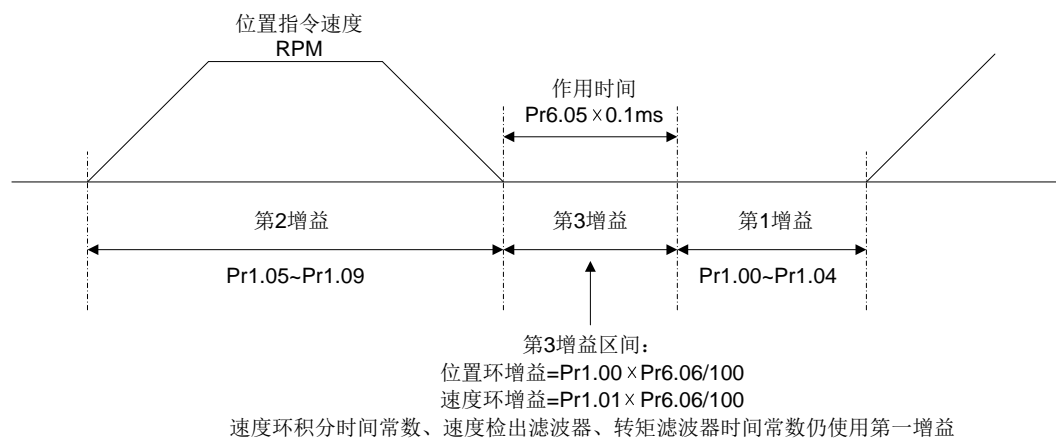 位置指令速度
RPM
作用时间
Pr6.05×0.1ms
第2增益
第3增益
第1增益
Pr1.05~Pr1.09
Pr1.00~Pr1.04
第3增益区间：
位置环增益=Pr1.00×Pr6.06/100
速度环增益=Pr1.01×Pr6.06/100
速度环积分时间常数、速度检出滤波器、转矩滤波器时间常数仍使用第一增益